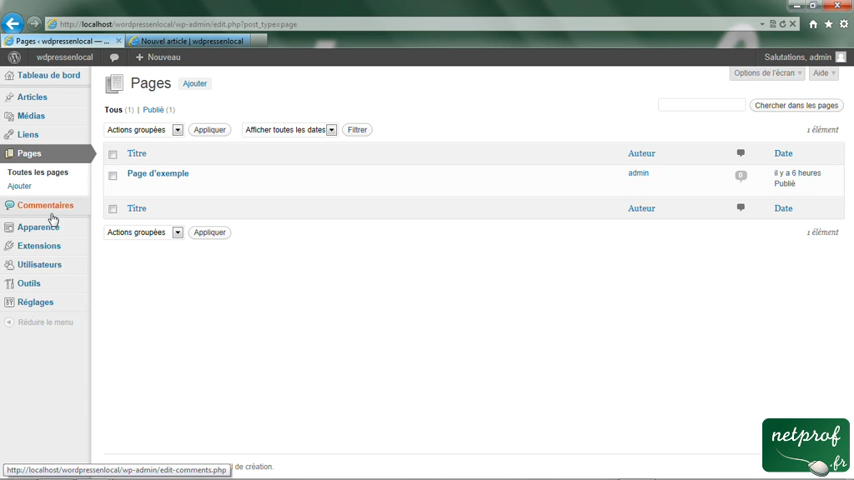 http://localhost/wordpressenlocal/wp-admin/edit.php?post_type=page
Pages ‹ wdpressenlocal — ...
Nouvel article | wdpressenlocal
wdpressenlocal
+ Nouveau
Salutations, admin
Tableau de bord
Articles
Médias
Liens
Pages
Toutes les pages
Ajouter
Commentaires
Apparence
Extensions
Utilisateurs
Outils
Réglages
Réduire le menu
Pages Ajouter
Options de l'écran
Aide
Tous (1) | Publié (1)
Chercher dans les pages
Actions groupées Appliquer Afficher toutes les dates Filtrer
1 élément
Titre Auteur Date
Page d'exemple admin 0 il y a 6 heures
Publié
Titre Auteur Date
Actions groupées Appliquer
1 élément
http://localhost/wordpressenlocal/wp-admin/edit-comments.php
de création.
netprof
.fr